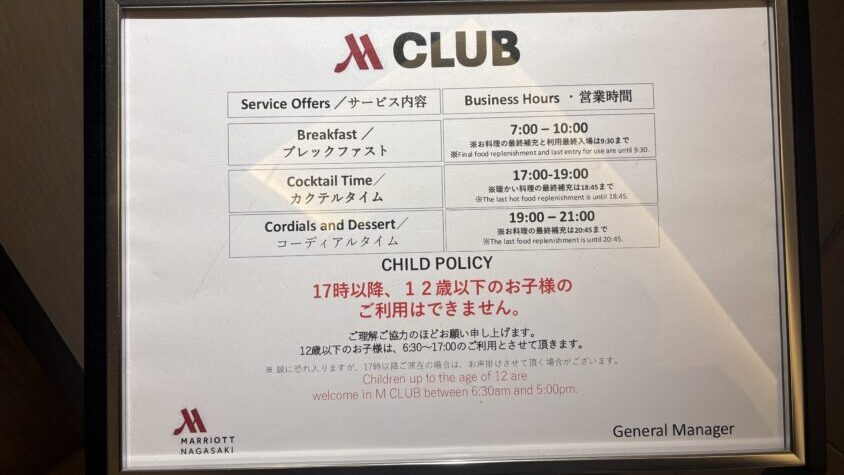 M CLUB
Service Offers ／サービス内容
Business Hours ・営業時間
Breakfast ／
ブレックファスト
7:00 – 10:00
※お料理の最終補充と利用最終入場は9:30まで
※Final food replenishment and last entry for use are until 9:30.
Cocktail Time／
カクテルタイム
17:00-19:00
※暖かい料理の最終補充は18:45まで
※The last hot food replenishment is until 18:45.
Cordials and Dessert／
コーディアルタイム
19:00 – 21:00
※お料理の最終補充は20:45まで
※The last food replenishment is until 20:45.
CHILD POLICY
17時以降、１２歳以下のお子様の
ご利用はできません。
ご理解ご協力のほどお願い申し上げます。
12歳以下のお子様は、6:30～17:00のご利用とさせて頂きます。
※ 誠に恐れ入りますが、17時以降ご滞在の場合は、お声掛けさせて頂く場合がございます。
Children up to the age of 12 are
welcome in M CLUB between 6:30am and 5:00pm.
MARRIOTT
NAGASAKI
General Manager